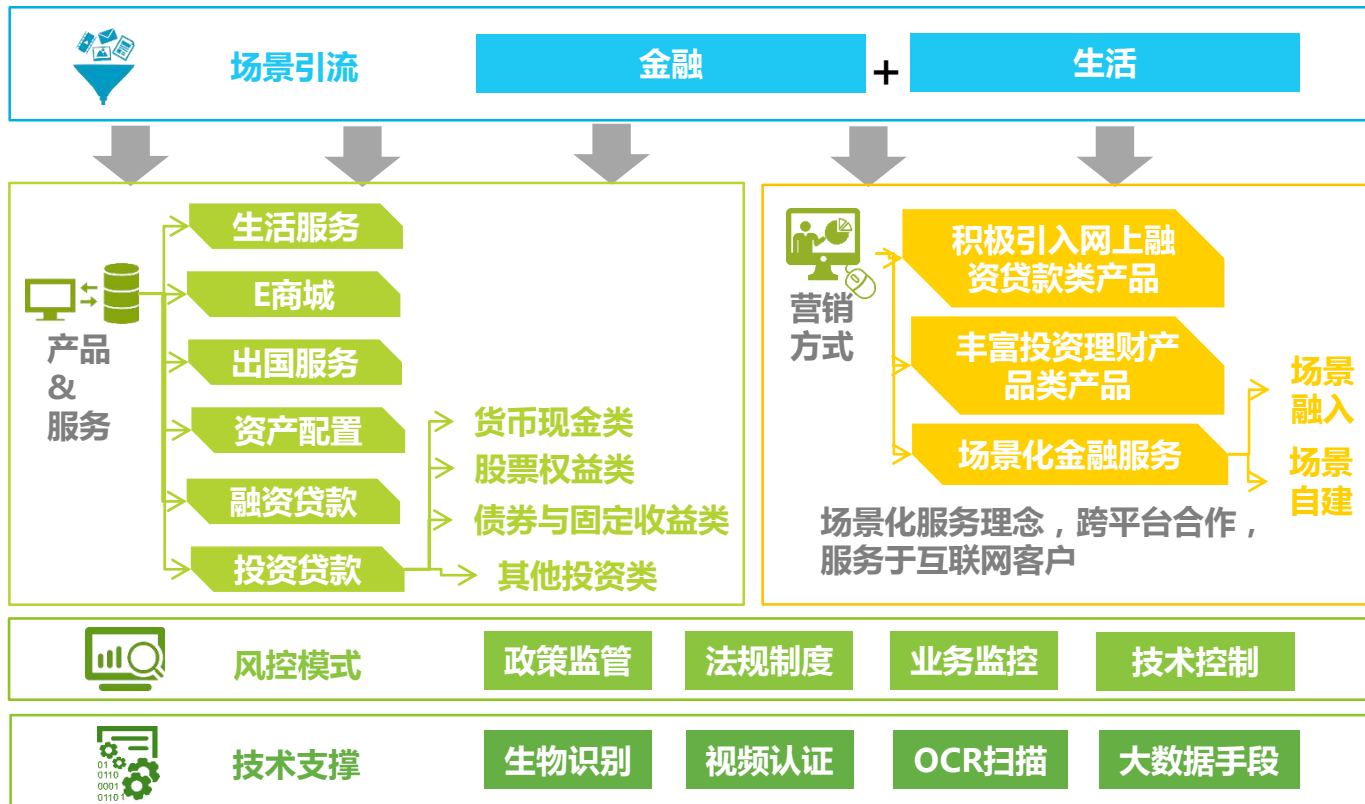 场景引流
金融
+
生活
产品
&
服务
生活服务
E商城
出国服务
资产配置
融资贷款
投资贷款
货币现金类
股票权益类
债券与固定收益类
其他投资类
营销
方式
积极引入网上融
资贷款类产品
丰富投资理财产
品类产品
场景化金融服务
场景
融入
场景
自建
场景化服务理念，跨平台合作，
服务于互联网客户
风控模式
政策监管
法规制度
业务监控
技术控制
01
0110
0001
01101
技术支撑
生物识别
视频认证
OCR扫描
大数据手段